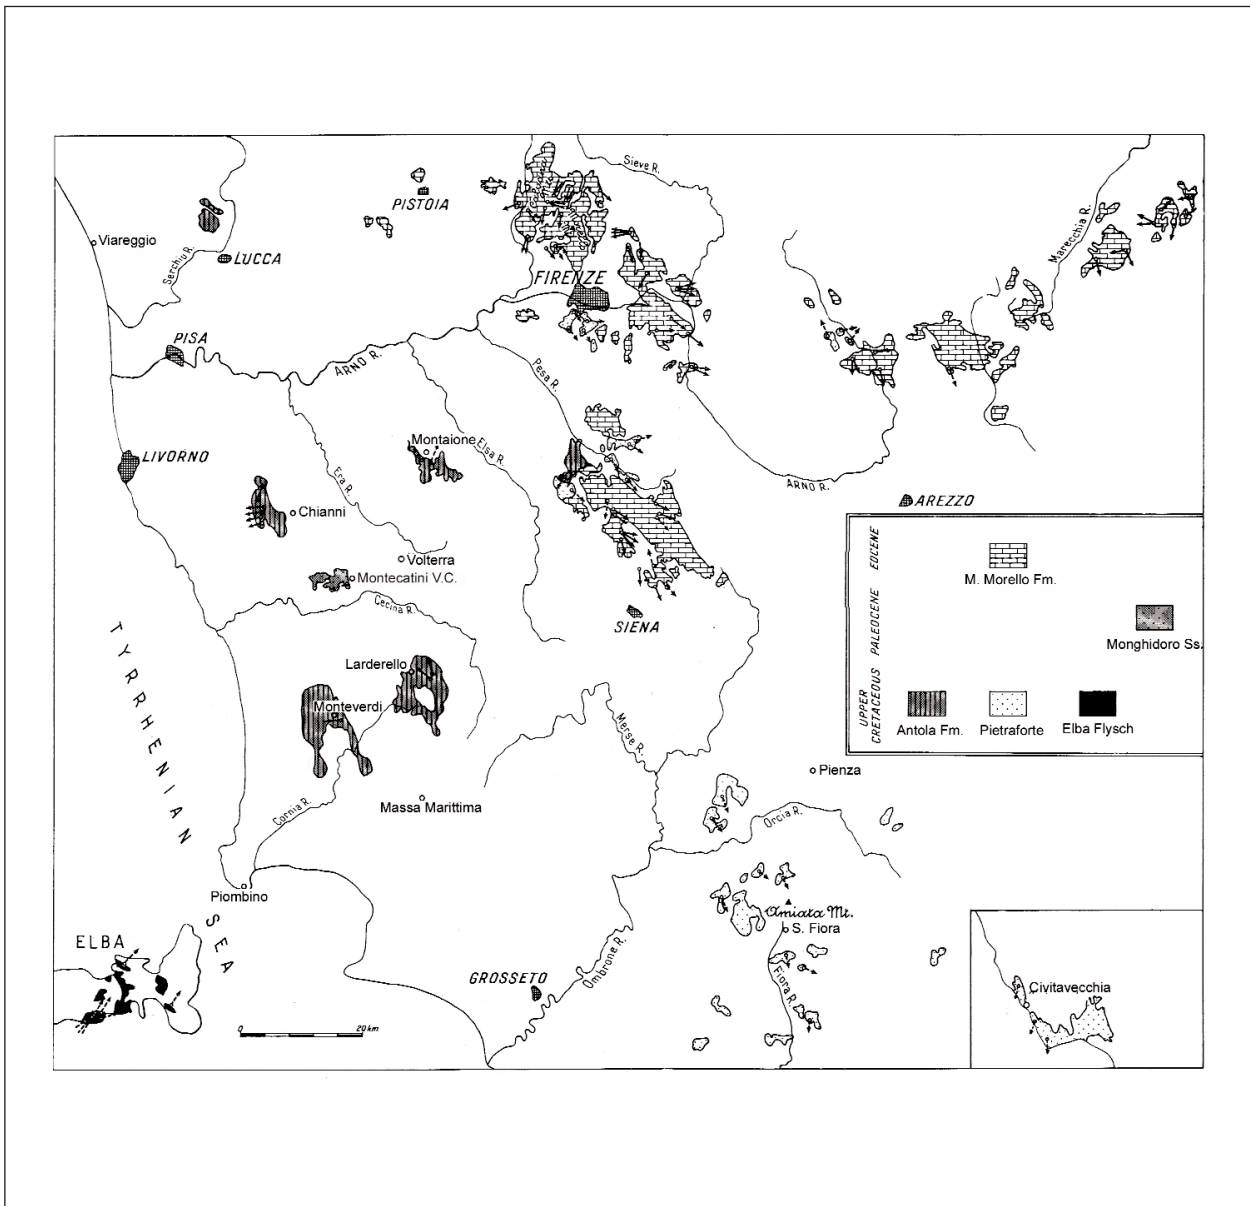 Sieve R.
PISTOIA
Marecchia R.
Viareggio
Serchio R.
LUCCA
FIRENZE
PISA
ARNO R.
Pesa R.
Montaione
Elsa R.
LIVORNO
Era R.
ARNO R.
AREZZO
Chianni
Volterra
Montecatini V.C.
Cecina R.
SIENA
UPPER CRETACEOUS PALEOCENE EOCENE
M. Morello Fm.
Monghidoro Ss.
Antola Fm. Pietraforte Elba Flysch
TYRRHENIAN SEA
Larderello
Monteverdi
Merse R.
Pienza
Massa Marittima
Cornia R.
Orcia R.
Piombino
Amiata Mt.
S. Fiora
ELBA
GROSSETO
Ombrone R.
Fiora R.
Civitavecchia
0 20 km